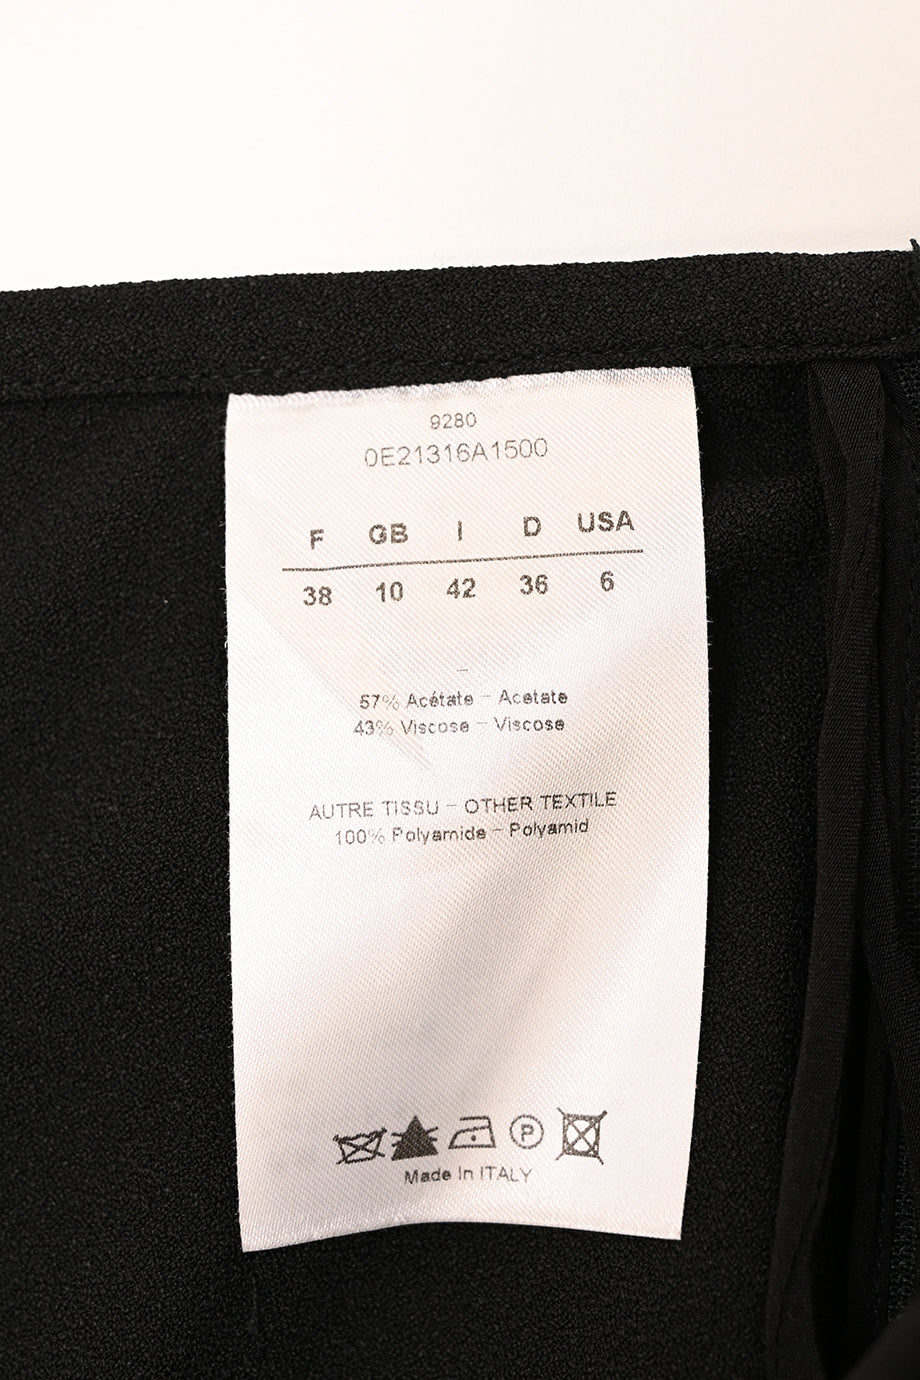 9280
0E21316A1500
F GB I D USA
38 10 42 36 6
57% Acétate - Acetate
43% Viscose - Viscose
AUTRE TISSU - OTHER TEXTILE
100% Polyamide - Polyamid
P
Made In ITALY